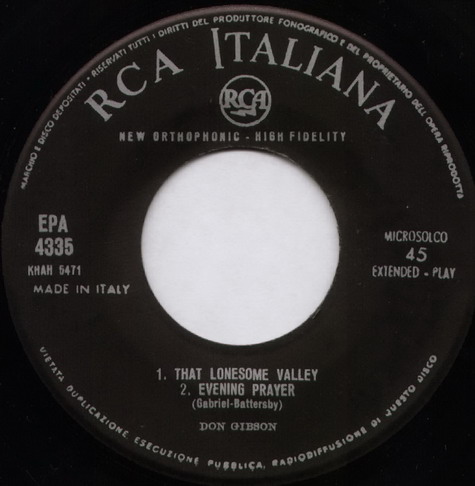 MARCHIO E DISCO DEPOSITATI • RISERVATI TUTTI I DIRITTI DEL PRODUTTORE FONOGRAFICO E DEL PROPRIETARIO DELL'OPERA RIPRODOTTA
RCA ITALIANA
RCA
NEW ORTHOPHONIC - HIGH FIDELITY
EPA
4335
KHAH 5471
MADE IN ITALY
MICROSOLCO
45
EXTENDED - PLAY
1. THAT LONESOME VALLEY
2. EVENING PRAYER
(Gabriel-Battersby)
DON GIBSON
VIETATA DUPLICAZIONE, ESECUZIONE PUBBLICA, RADIODIFFUSIONE DI QUESTO DISCO